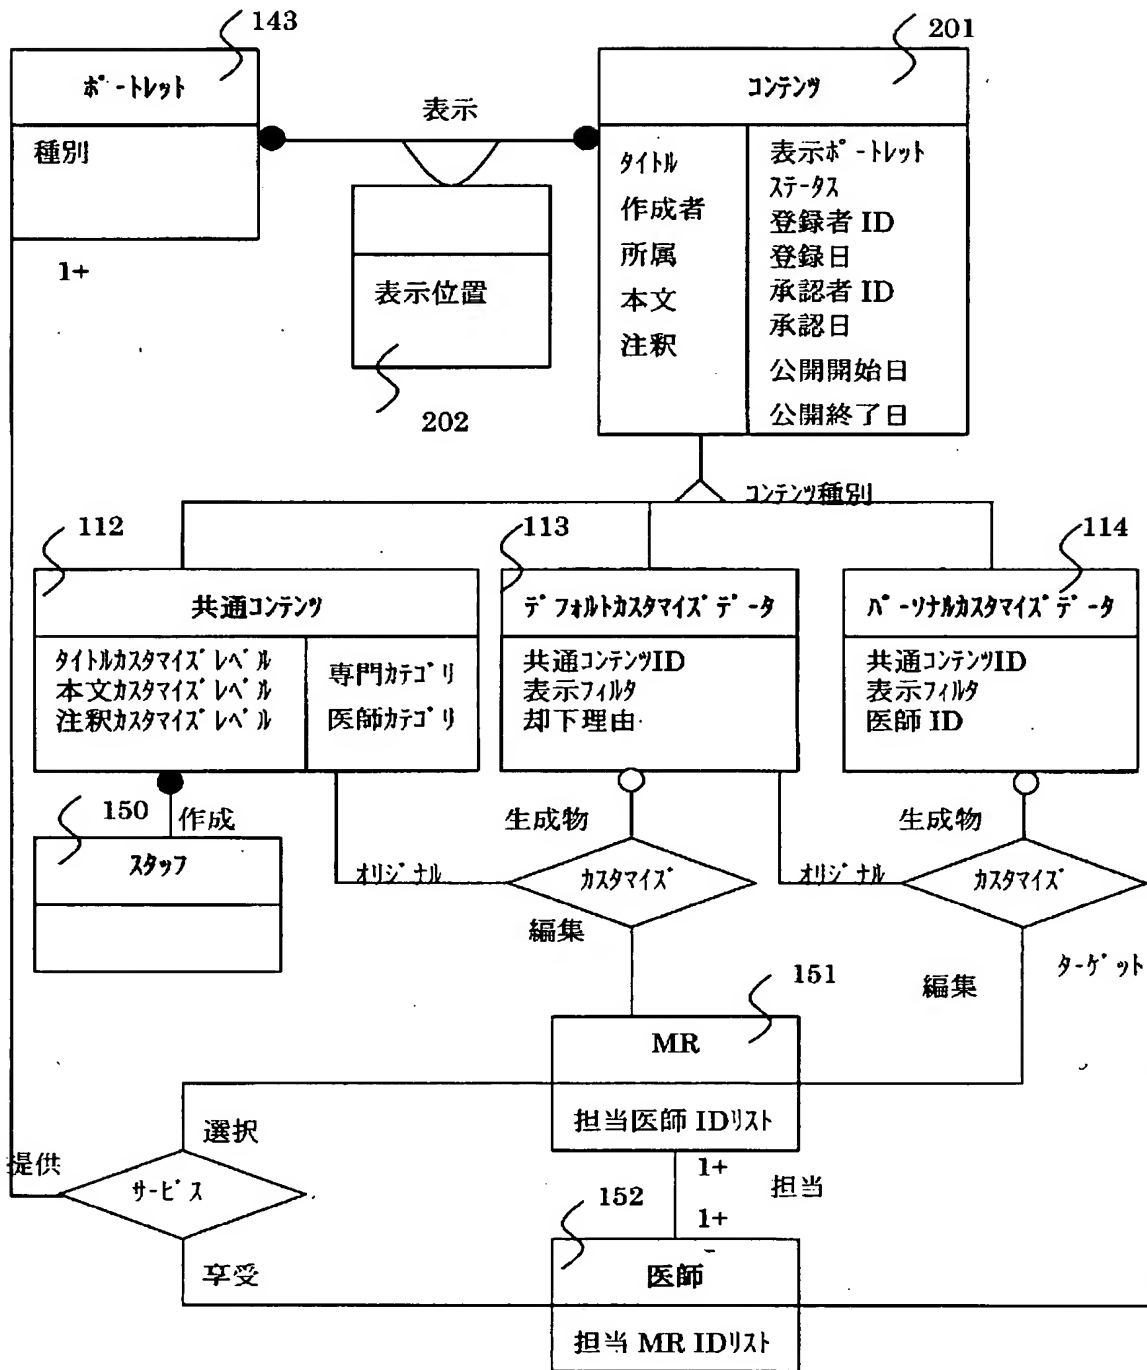 143
ポートレット
種別
1+
表示
表示位置
202
201
コンテンツ
タイトル
作成者
所属
本文
注釈
表示ポートレット
ステータス
登録者 ID
登録日
承認者 ID
承認日
公開開始日
公開終了日
コンテンツ種別
112
共通コンテンツ
タイトルカスタマイズレベル
本文カスタマイズレベル
注釈カスタマイズレベル
専門カテゴリ
医師カテゴリ
113
デフォルトカスタマイズデータ
共通コンテンツID
表示フィルタ
却下理由
114
パーソナルカスタマイズデータ
共通コンテンツID
表示フィルタ
医師 ID
150
作成
スタッフ
オリジナル
生成物
カスタマイズ
編集
オリジナル
生成物
カスタマイズ
編集
ターゲット
151
MR
担当医師 IDリスト
1+
担当
1+
152
医師
担当 MR IDリスト
選択
提供
サービス
享受